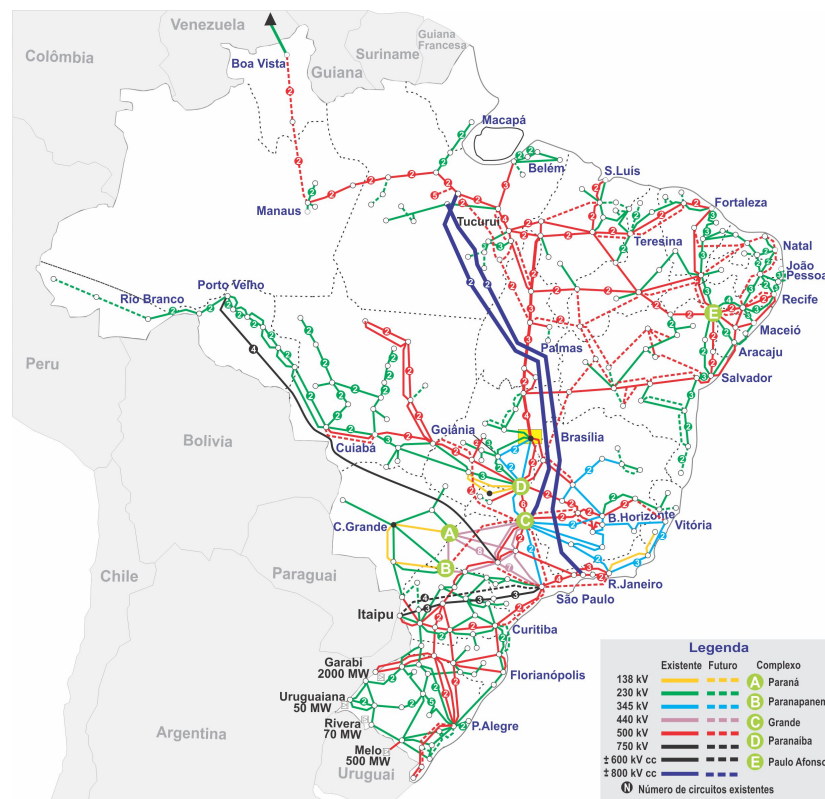 Venezuela
Guiana
Francesa
Suriname
Guiana
Colômbia
Boa Vista
Macapá
Belém
S.Luís
Manaus
Fortaleza
Tucuruí
Teresina
Natal
João
Pessoa
Porto Velho
Rio Branco
Recife
E
Maceió
Palmas
Aracaju
Peru
Salvador
Goiânia
Brasília
Cuiabá
Bolivia
D
C
B.Horizonte
Vitória
C.Grande
A
B
Paraguai
Chile
R.Janeiro
São Paulo
Itaipu
Curitiba
Garabi
2000 MW
Florianópolis
Uruguaiana
50 MW
Rivera
70 MW
P.Alegre
Argentina
Melo
500 MW
Uruguai
Legenda
Existente Futuro Complexo
138 kV A Paraná
230 kV B Paranapanem
345 kV
440 kV C Grande
500 kV D Paranaíba
750 kV
±600 kV cc E Paulo Afonso
±800 kV cc
N Número de circuitos existentes